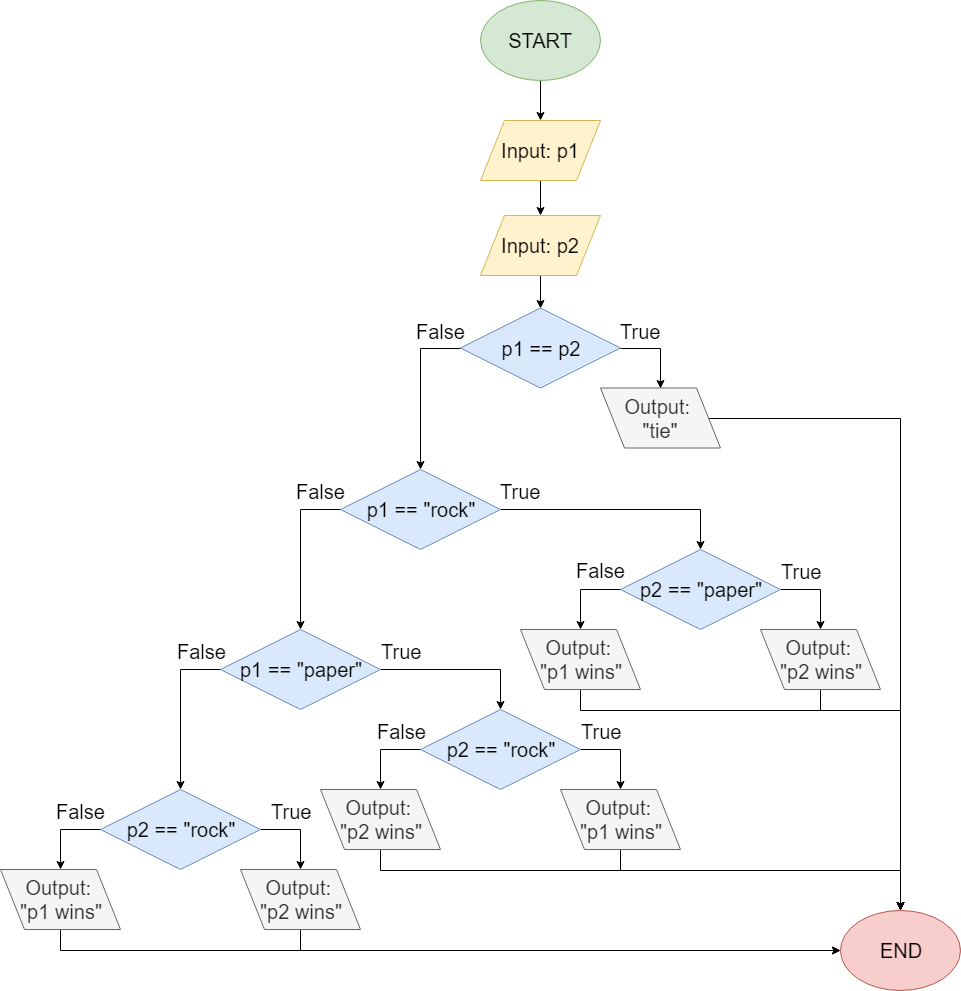 START
Input: p1
Input: p2
False
True
p1 == p2
Output:
"tie"
False
True
p1 == "rock"
False
True
p2 == "paper"
Output:
"p1 wins"
Output:
"p2 wins"
False
True
p1 == "paper"
False
True
p2 == "rock"
Output:
"p2 wins"
Output:
"p1 wins"
False
True
p2 == "rock"
Output:
"p1 wins"
Output:
"p2 wins"
END